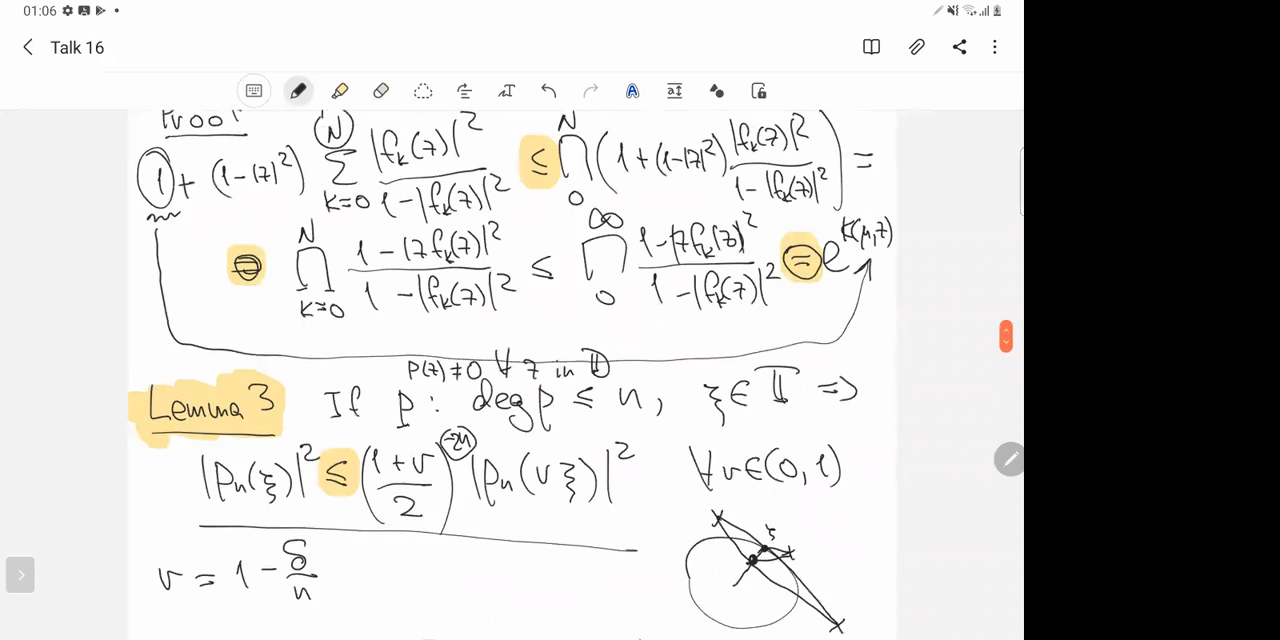 01:06
Talk 16
Proof
1 + (1-|z|²) ∑_{k=0}^{N} |f_k(z)|² / (1-|f_k(z)|²) ≤ ∏_{0}^{N} (1 + (1-|z|²) |f_k(z)|² / (1-|f_k(z)|²)) =
= ∏_{k=0}^{N} (1-|z f_k(z)|²) / (1-|f_k(z)|²) ≤ ∏_{0}^{∞} (1-|z f_k(z)|²) / (1-|f_k(z)|²) = e^{K(μ,z)}
p(z) ≠ 0 ∀ z in 𝔻
Lemma 3 If p: deg p ≤ n, ξ ∈ 𝕋 =>
|p_n(ξ)|² ≤ ((1+r)/2)^{-2n} |p_n(rξ)|² ∀r∈(0,1)
ξ
r = 1 - δ/n